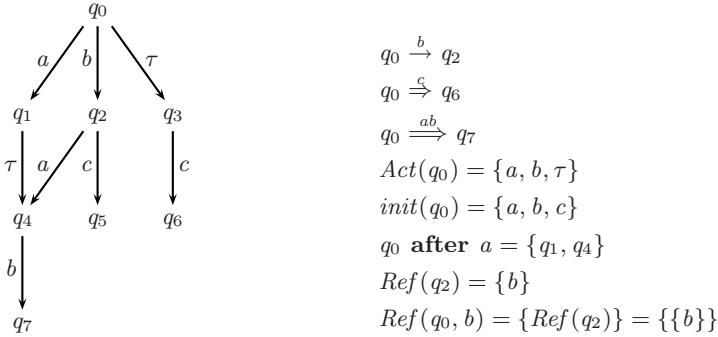 q₀
a b τ
q₁ q₂ q₃
τ a c c
q₄ q₅ q₆
b
q₇
q₀ →ᵇ q₂
q₀ ⇒ᶜ q₆
q₀ ⟹ᵃᵇ q₇
Act(q₀) = {a, b, τ}
init(q₀) = {a, b, c}
q₀ after a = {q₁, q₄}
Ref(q₂) = {b}
Ref(q₀, b) = {Ref(q₂)} = {{b}}